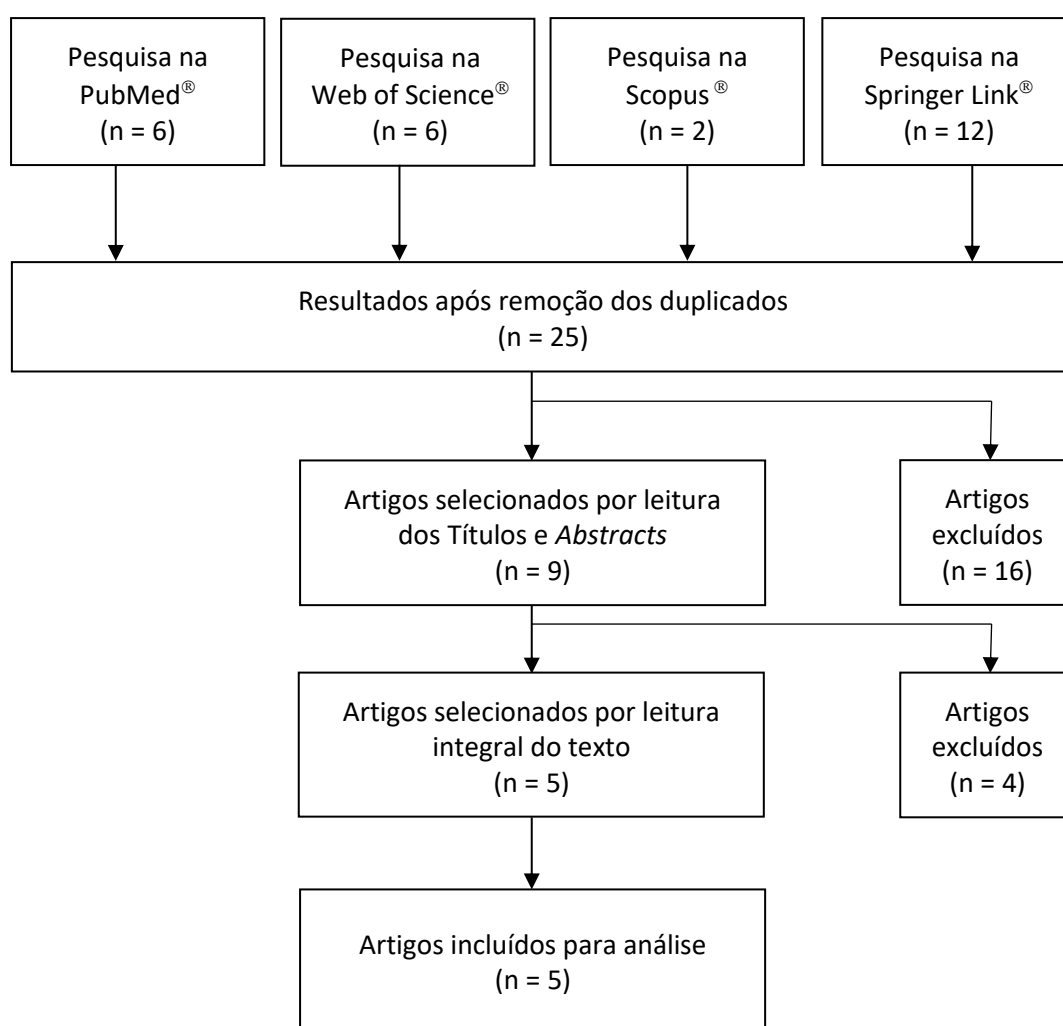 Pesquisa na
PubMed®
(n = 6)
Pesquisa na
Web of Science®
(n = 6)
Pesquisa na
Scopus ®
(n = 2)
Pesquisa na
Springer Link®
(n = 12)
Resultados após remoção dos duplicados
(n = 25)
Artigos selecionados por leitura
dos Títulos e Abstracts
(n = 9)
Artigos
excluídos
(n = 16)
Artigos selecionados por leitura
integral do texto
(n = 5)
Artigos
excluídos
(n = 4)
Artigos incluídos para análise
(n = 5)